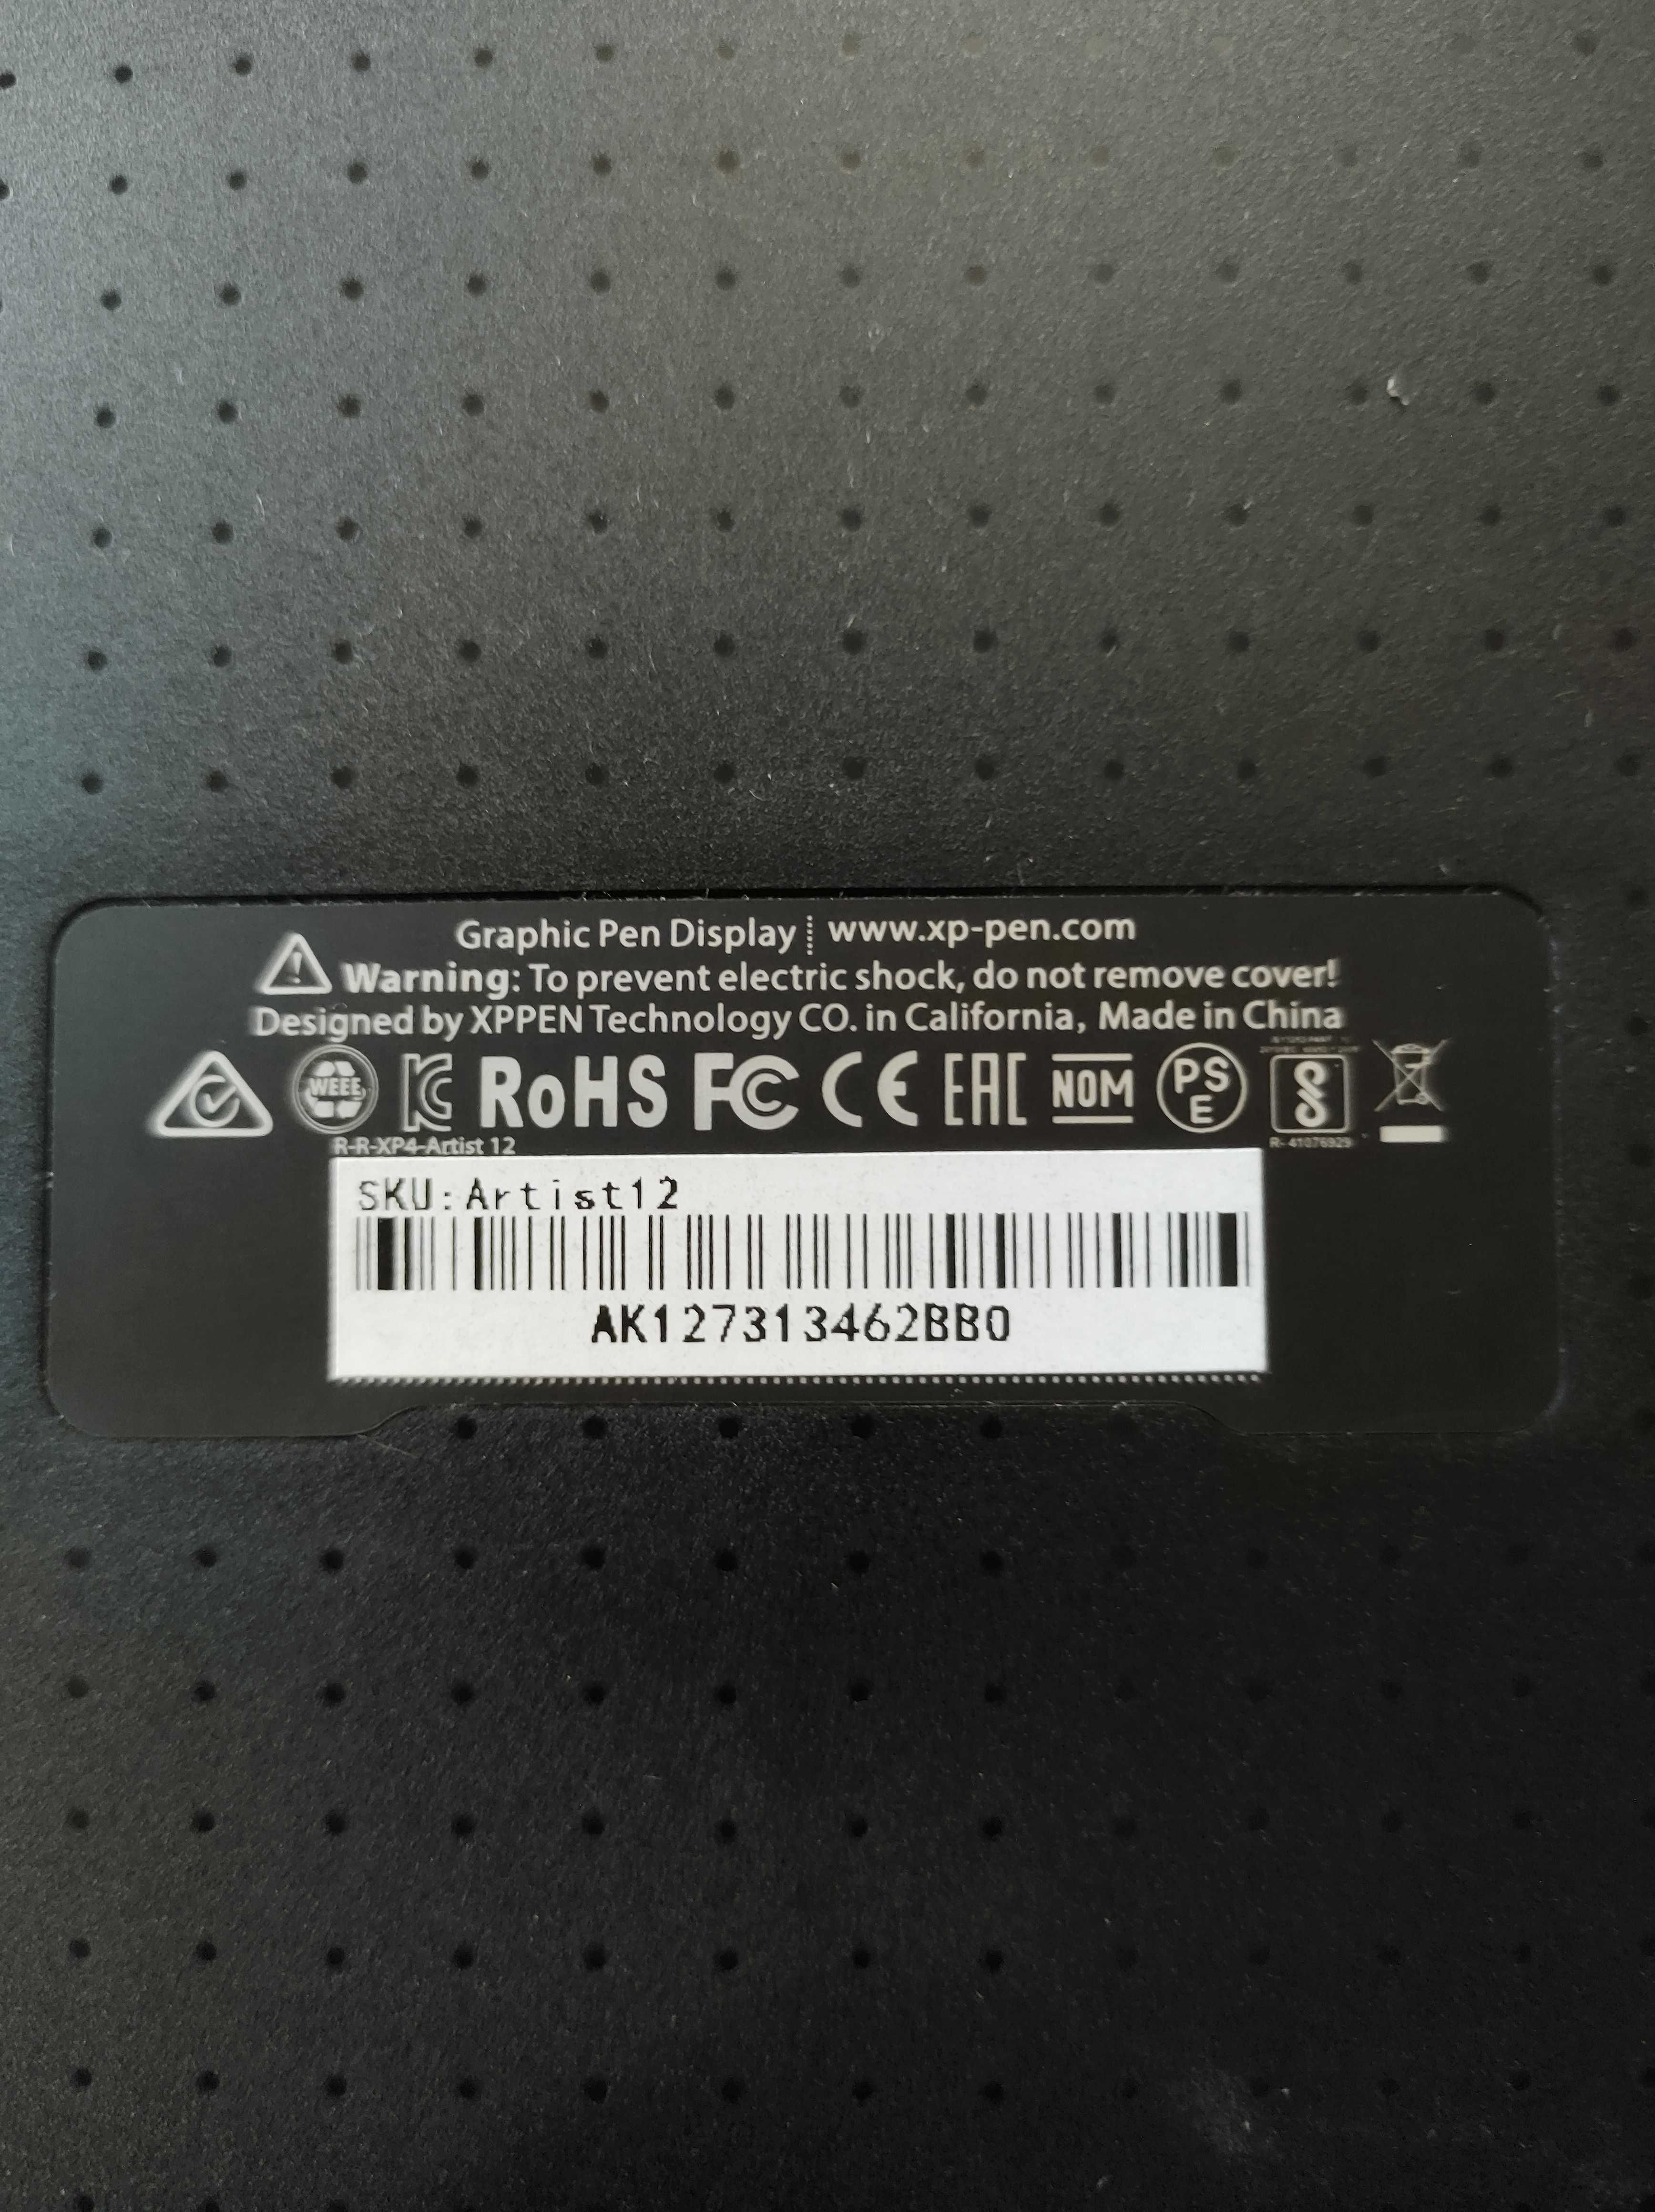 Graphic Pen Display www.xp-pen.com
Warning: To prevent electric shock, do not remove cover!
Designed by XPPEN Technology CO. in California, Made in China
WEEE RoHS FC CE EAC NOM PSE
R-R-XP4-Artist 12
R- 41076929
SKU:Artist12
AK127313462BB0